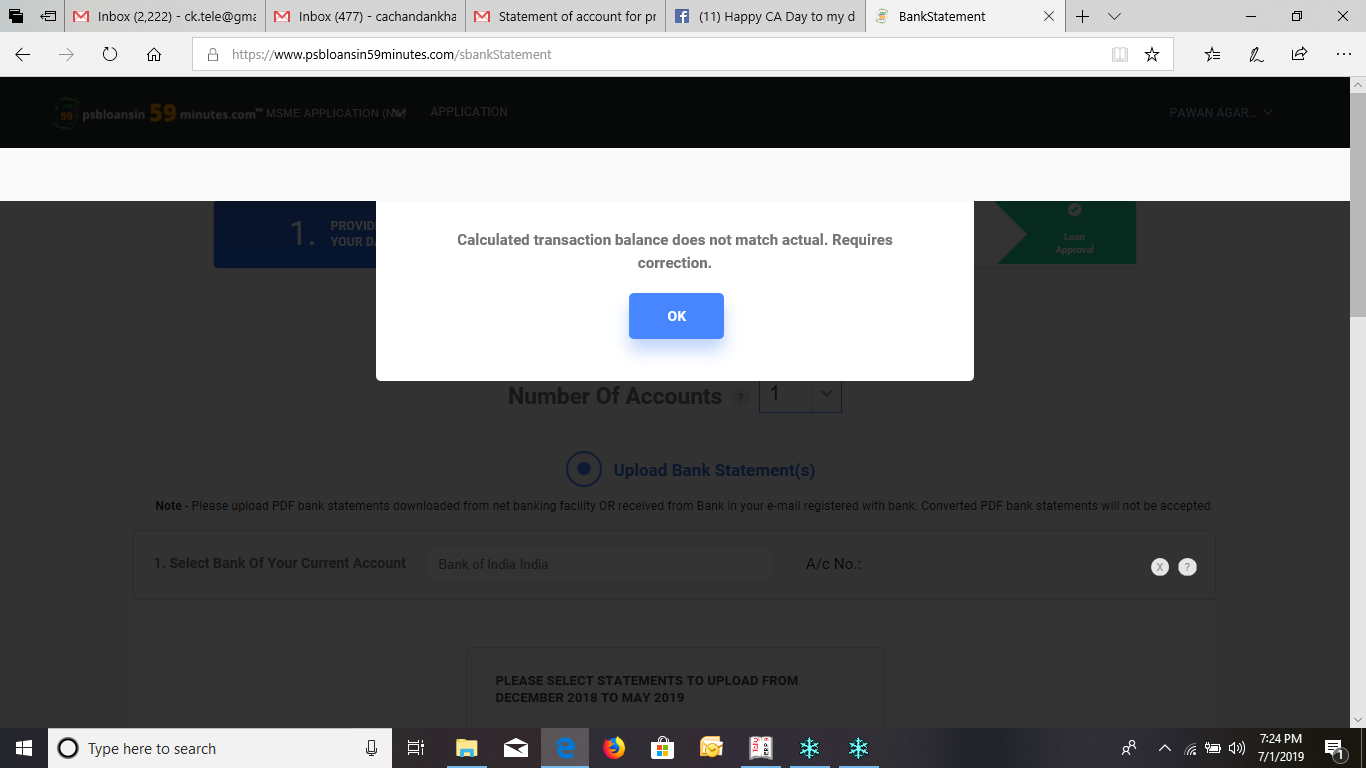 Inbox (2,222) - ck.tele@gma
Inbox (477) - cachandankha
Statement of account for pr
(11) Happy CA Day to my d
BankStatement
https://www.psbloansin59minutes.com/sbankStatement
59 psbloansin 59 minutes.com™ MSME APPLICATION
APPLICATION
PAWAN AGAR...
1. PROVID
YOUR DA
Loan
Approval
Calculated transaction balance does not match actual. Requires
correction.
OK
Number Of Accounts ? 1
Upload Bank Statement(s)
Note - Please upload PDF bank statements downloaded from net banking facility OR received from Bank in your e-mail registered with bank. Converted PDF bank statements will not be accepted.
1. Select Bank Of Your Current Account Bank of India India A/c No.: X ?
PLEASE SELECT STATEMENTS TO UPLOAD FROM
DECEMBER 2018 TO MAY 2019
Type here to search
7:24 PM
7/1/2019
1